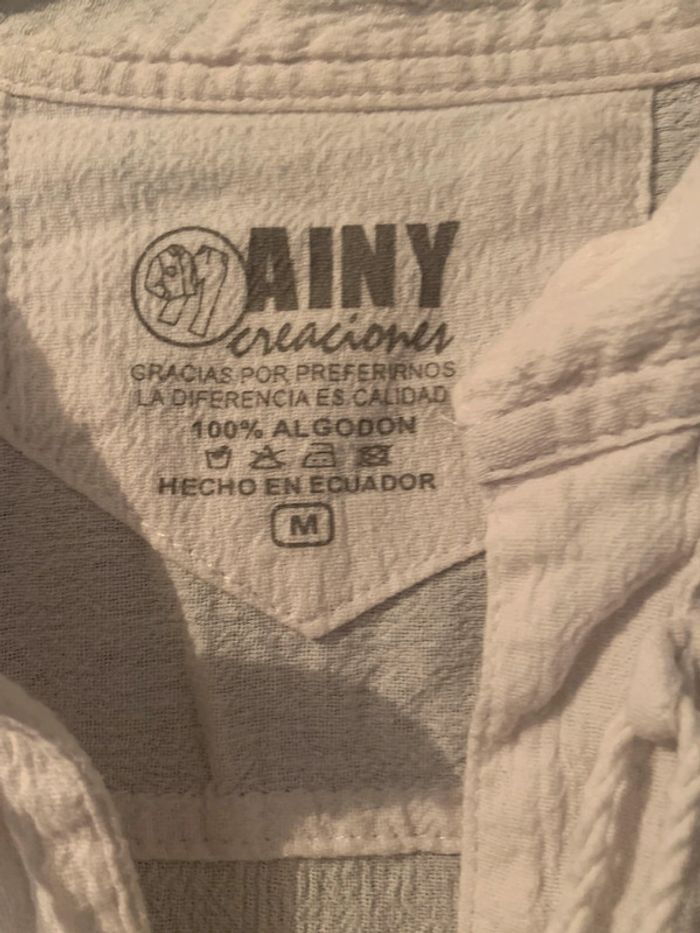 AINY
creaciones
GRACIAS POR PREFERIRNOS
LA DIFERENCIA ES CALIDAD
100% ALGODON
HECHO EN ECUADOR
M